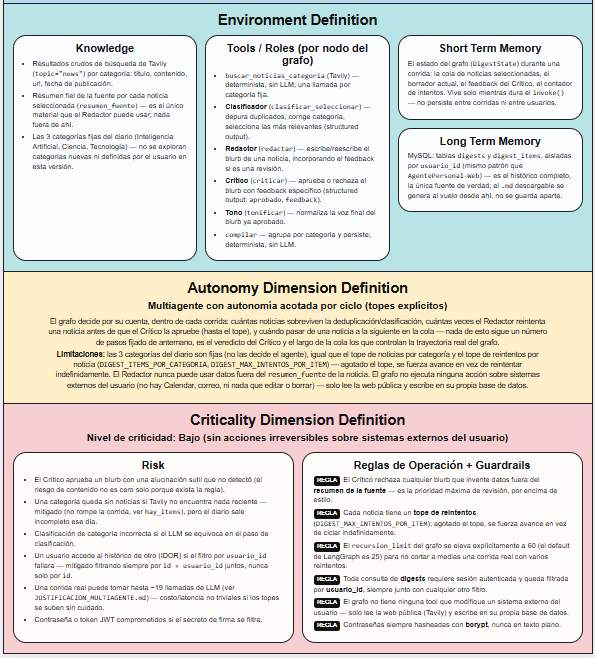 Environment Definition
Knowledge
Resultados crudos de búsqueda de Tavily
(topic="news") por categoría: título, contenido,
url, fecha de publicación.
Resumen fiel de la fuente por cada noticia
seleccionada (resumen_fuente) — es el único
material que el Redactor puede usar; nada
fuera de ahí.
Las 3 categorías fijas del diario (Inteligencia
Artificial, Ciencia, Tecnología) — no se exploran
categorías nuevas ni definidas por el usuario en
esta versión.
Tools / Roles (por nodo del
grafo)
buscar_noticias_categoria (Tavily) —
determinista, sin LLM; una llamada por
categoría fija.
Clasificador (clasificar_seleccionar) —
depura duplicados, corrige categoría,
selecciona las más relevantes (structured
output).
Redactor (redactar) — escribe/reescribe el
blurb de una noticia, incorporando el feedback
si es una revisión.
Crítico (criticar) — aprueba o rechaza el
blurb con feedback específico (structured
output: aprobado, feedback).
Tono (tonificar) — normaliza la voz final del
blurb ya aprobado.
compilar — agrupa por categoría y persiste;
determinista, sin LLM.
Short Term Memory
El estado del grafo (DigestState) durante una
corrida: la cola de noticias seleccionadas, el
borrador actual, el feedback del Crítico, el contador
de intentos. Vive solo mientras dura el invoke()
— no persiste entre corridas ni entre usuarios.
Long Term Memory
MySQL: tablas digests y digest_items, aisladas
por usuario_id (mismo patrón que
AgentePersonal-Web) — es el histórico completo,
la única fuente de verdad; el .md descargable se
genera al vuelo desde ahí, no se guarda aparte.
Autonomy Dimension Definition
Multiagente con autonomía acotada por ciclo (topes explícitos)
El grafo decide por su cuenta, dentro de cada corrida: cuántas noticias sobreviven la deduplicación/clasificación, cuántas veces el Redactor reintenta
una noticia antes de que el Crítico la apruebe (hasta el tope), y cuándo pasar de una noticia a la siguiente en la cola — nada de esto sigue un número
de pasos fijado de antemano, es el veredicto del Crítico y el largo de la cola los que controlan la trayectoria real del grafo.
Limitaciones: las 3 categorías del diario son fijas (no las decide el agente), igual que el tope de noticias por categoría y el tope de reintentos por
noticia (DIGEST_ITEMS_POR_CATEGORIA, DIGEST_MAX_INTENTOS_POR_ITEM) — agotado el tope, se fuerza avance en vez de reintentar
indefinidamente. El Redactor nunca puede usar datos fuera del resumen_fuente de la noticia. El grafo no ejecuta ninguna acción sobre sistemas
externos del usuario (no hay Calendar, correo, ni nada que editar o borrar) — solo lee la web pública y escribe en su propia base de datos.
Criticality Dimension Definition
Nivel de criticidad: Bajo (sin acciones irreversibles sobre sistemas externos del usuario)
Risk
El Crítico aprueba un blurb con una alucinación sutil que no detectó (el
riesgo de contenido no es cero solo porque exista la regla).
Una categoría queda sin noticias si Tavily no encuentra nada reciente —
mitigado (no rompe la corrida, ver hay_items), pero el diario sale
incompleto ese día.
Clasificación de categoría incorrecta si el LLM se equivoca en el paso de
clasificación.
Un usuario accede al histórico de otro (IDOR) si el filtro por usuario_id
fallara — mitigado filtrando siempre por id + usuario_id juntos, nunca
solo por id.
Una corrida real puede tomar hasta ~19 llamadas de LLM (ver
JUSTIFICACION_MULTIAGENTE.md) — costo/latencia no triviales si los topes
se suben sin cuidado.
Contraseña o token JWT comprometidos si el secreto de firma se filtra.
Reglas de Operación + Guardrails
REGLA El Crítico rechaza cualquier blurb que invente datos fuera del
resumen de la fuente — es la prioridad máxima de revisión, por encima de
estilo.
REGLA Cada noticia tiene un tope de reintentos
(DIGEST_MAX_INTENTOS_POR_ITEM); agotado el tope, se fuerza avance en vez
de ciclar indefinidamente.
REGLA El recursion_limit del grafo se eleva explícitamente a 60 (el default
de LangGraph es 25) para no cortar a medias una corrida real con varios
reintentos.
REGLA Toda consulta de digests requiere sesión autenticada y queda filtrada
por usuario_id, siempre junto con cualquier otro filtro.
REGLA El grafo no tiene ninguna tool que modifique un sistema externo del
usuario — solo lee la web pública (Tavily) y escribe en su propia base de datos.
REGLA Contraseñas siempre hasheadas con bcrypt, nunca en texto plano.